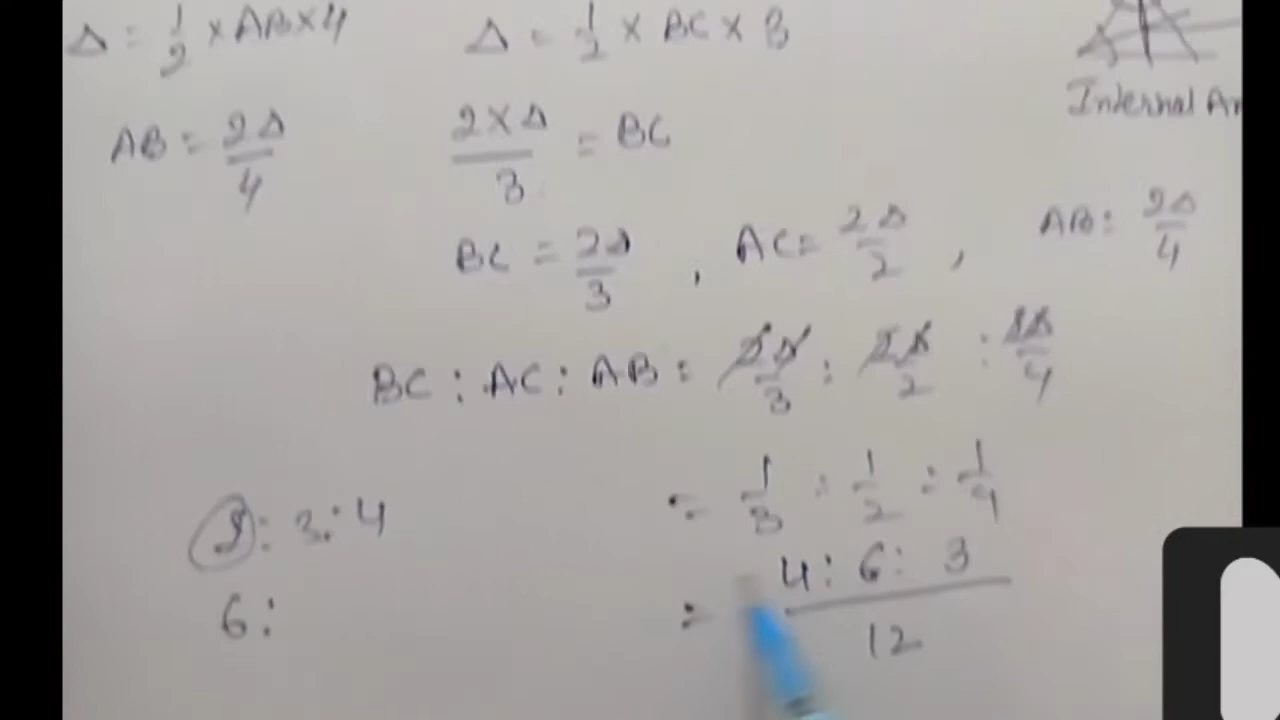 Δ = 1/2 × AB × 4    Δ = 1/2 × BC × 3
Internal An
AB = 2Δ/4    2×Δ/3 = BC
BC = 2Δ/3 , AC = 2Δ/2 , AB = 2Δ/4
BC : AC : AB = 2Δ/3 : 2Δ/2 : 2Δ/4
= 1/3 : 1/2 : 1/4
2 : 3 : 4
= 4 : 6 : 3/12
6 :